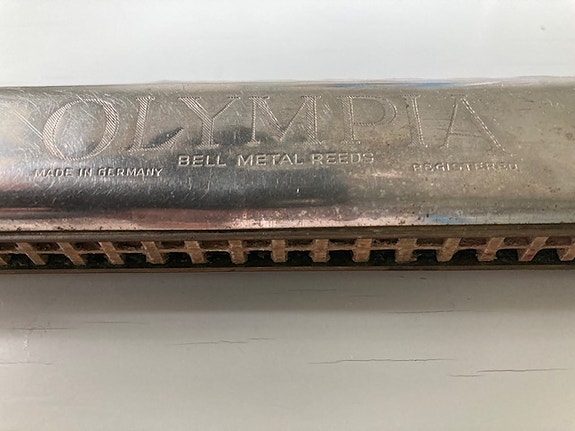 OLYMPIA
BELL METAL REEDS
MADE IN GERMANY
REGISTERED